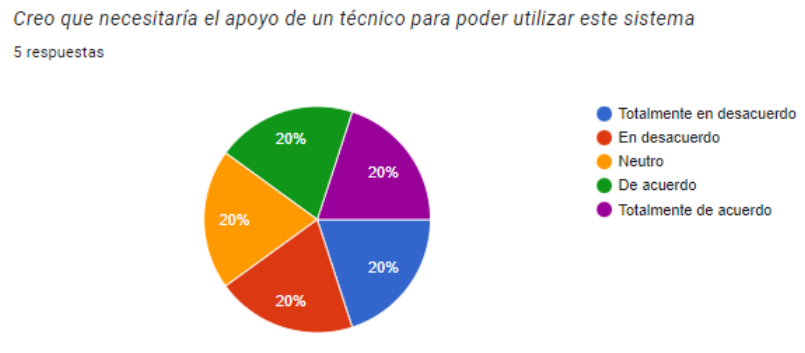 Creo que necesitaría el apoyo de un técnico para poder utilizar este sistema
5 respuestas
20%
20%
20%
20%
20%
Totalmente en desacuerdo
En desacuerdo
Neutro
De acuerdo
Totalmente de acuerdo